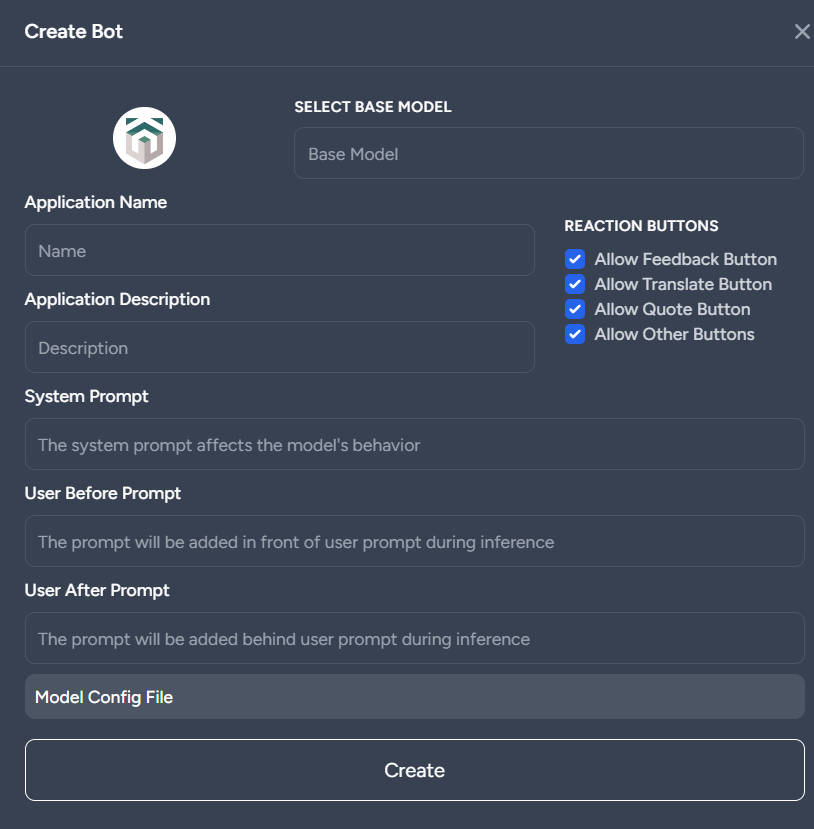 Create Bot
SELECT BASE MODEL
Base Model
Application Name
Name
REACTION BUTTONS
Allow Feedback Button
Allow Translate Button
Allow Quote Button
Allow Other Buttons
Application Description
Description
System Prompt
The system prompt affects the model's behavior
User Before Prompt
The prompt will be added in front of user prompt during inference
User After Prompt
The prompt will be added behind user prompt during inference
Model Config File
Create